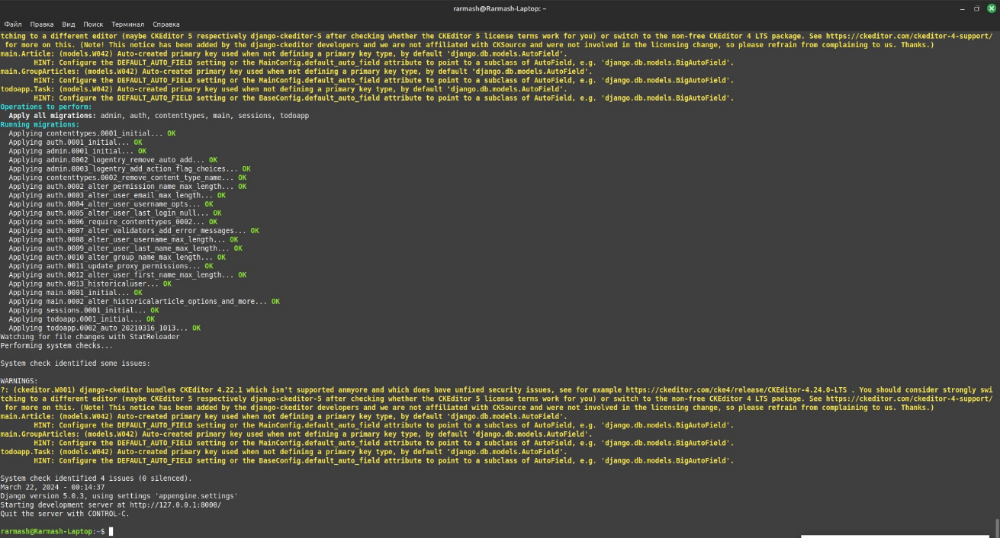 rarmash@Rarmash-Laptop: ~
Файл Правка Вид Поиск Терминал Справка
tching to a different editor (maybe CKEditor 5 respectively django-ckeditor-5 after checking whether the CKEditor 5 license terms work for you) or switch to the non-free CKEditor 4 LTS package. See https://ckeditor.com/ckeditor-4-support/
for more on this. (Note! This notice has been added by the django-ckeditor developers and we are not affiliated with CKSource and were not involved in the licensing change, so please refrain from complaining to us. Thanks.)
main.Article: (models.W042) Auto-created primary key used when not defining a primary key type, by default 'django.db.models.AutoField'.
HINT: Configure the DEFAULT_AUTO_FIELD setting or the MainConfig.default_auto_field attribute to point to a subclass of AutoField, e.g. 'django.db.models.BigAutoField'.
main.GroupArticles: (models.W042) Auto-created primary key used when not defining a primary key type, by default 'django.db.models.AutoField'.
HINT: Configure the DEFAULT_AUTO_FIELD setting or the MainConfig.default_auto_field attribute to point to a subclass of AutoField, e.g. 'django.db.models.BigAutoField'.
todoapp.Task: (models.W042) Auto-created primary key used when not defining a primary key type, by default 'django.db.models.AutoField'.
HINT: Configure the DEFAULT_AUTO_FIELD setting or the BaseConfig.default_auto_field attribute to point to a subclass of AutoField, e.g. 'django.db.models.BigAutoField'.
Operations to perform:
Apply all migrations: admin, auth, contenttypes, main, sessions, todoapp
Running migrations:
Applying contenttypes.0001_initial... OK
Applying auth.0001_initial... OK
Applying admin.0001_initial... OK
Applying admin.0002_logentry_remove_auto_add... OK
Applying admin.0003_logentry_add_action_flag_choices... OK
Applying contenttypes.0002_remove_content_type_name... OK
Applying auth.0002_alter_permission_name_max_length... OK
Applying auth.0003_alter_user_email_max_length... OK
Applying auth.0004_alter_user_username_opts... OK
Applying auth.0005_alter_user_last_login_null... OK
Applying auth.0006_require_contenttypes_0002... OK
Applying auth.0007_alter_validators_add_error_messages... OK
Applying auth.0008_alter_user_username_max_length... OK
Applying auth.0009_alter_user_last_name_max_length... OK
Applying auth.0010_alter_group_name_max_length... OK
Applying auth.0011_update_proxy_permissions... OK
Applying auth.0012_alter_user_first_name_max_length... OK
Applying auth.0013_historicaluser... OK
Applying main.0001_initial... OK
Applying main.0002_alter_historicalarticle_options_and_more... OK
Applying sessions.0001_initial... OK
Applying todoapp.0001_initial... OK
Applying todoapp.0002_auto_20210316_1013... OK
Watching for file changes with StatReloader
Performing system checks...
System check identified some issues:
WARNINGS:
?: (ckeditor.W001) django-ckeditor bundles CKEditor 4.22.1 which isn't supported anmyore and which does have unfixed security issues, see for example https://ckeditor.com/cke4/release/CKEditor-4.24.0-LTS . You should consider strongly swi
tching to a different editor (maybe CKEditor 5 respectively django-ckeditor-5 after checking whether the CKEditor 5 license terms work for you) or switch to the non-free CKEditor 4 LTS package. See https://ckeditor.com/ckeditor-4-support/
for more on this. (Note! This notice has been added by the django-ckeditor developers and we are not affiliated with CKSource and were not involved in the licensing change, so please refrain from complaining to us. Thanks.)
main.Article: (models.W042) Auto-created primary key used when not defining a primary key type, by default 'django.db.models.AutoField'.
HINT: Configure the DEFAULT_AUTO_FIELD setting or the MainConfig.default_auto_field attribute to point to a subclass of AutoField, e.g. 'django.db.models.BigAutoField'.
main.GroupArticles: (models.W042) Auto-created primary key used when not defining a primary key type, by default 'django.db.models.AutoField'.
HINT: Configure the DEFAULT_AUTO_FIELD setting or the MainConfig.default_auto_field attribute to point to a subclass of AutoField, e.g. 'django.db.models.BigAutoField'.
todoapp.Task: (models.W042) Auto-created primary key used when not defining a primary key type, by default 'django.db.models.AutoField'.
HINT: Configure the DEFAULT_AUTO_FIELD setting or the BaseConfig.default_auto_field attribute to point to a subclass of AutoField, e.g. 'django.db.models.BigAutoField'.
System check identified 4 issues (0 silenced).
March 22, 2024 - 00:14:37
Django version 5.0.3, using settings 'appengine.settings'
Starting development server at http://127.0.0.1:8000/
Quit the server with CONTROL-C.
rarmash@Rarmash-Laptop:~$